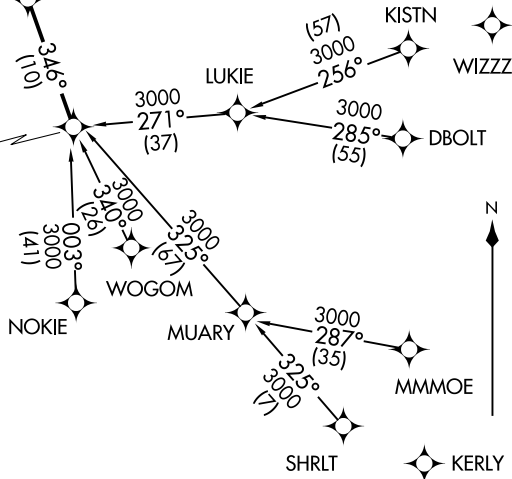 KISTN
(57)
3000
256°
WIZZZ
346°
(10)
LUKIE
3000
271°
(37)
3000
285°
(55)
DBOLT
3000
340°
(26)
003°
3000
(41)
3000
325°
(67)
N
WOGOM
NOKIE
MUARY
3000
287°
(35)
MMMOE
325°
3000
(7)
SHRLT
KERLY